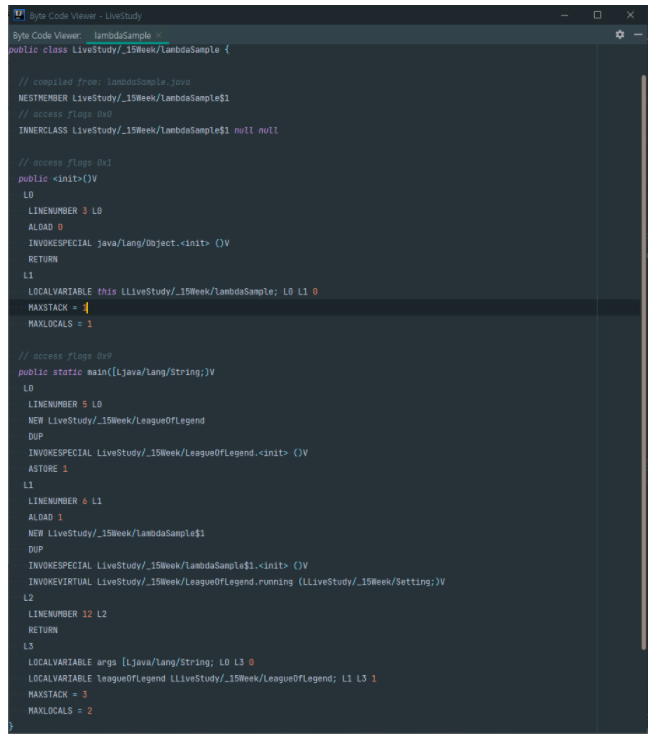 Byte Code Viewer - LiveStudy
Byte Code Viewer: lambdaSample
public class LiveStudy/_15Week/lambdaSample {
// compiled from: lambdaSample.java
NESTMEMBER LiveStudy/_15Week/lambdaSample$1
// access flags 0x0
INNERCLASS LiveStudy/_15Week/lambdaSample$1 null null
// access flags 0x1
public <init>()V
L0
LINENUMBER 3 L0
ALOAD 0
INVOKESPECIAL java/lang/Object.<init> ()V
RETURN
L1
LOCALVARIABLE this LLiveStudy/_15Week/lambdaSample; L0 L1 0
MAXSTACK = 1
MAXLOCALS = 1
// access flags 0x9
public static main([Ljava/lang/String;)V
L0
LINENUMBER 5 L0
NEW LiveStudy/_15Week/LeagueOfLegend
DUP
INVOKESPECIAL LiveStudy/_15Week/LeagueOfLegend.<init> ()V
ASTORE 1
L1
LINENUMBER 6 L1
ALOAD 1
NEW LiveStudy/_15Week/lambdaSample$1
DUP
INVOKESPECIAL LiveStudy/_15Week/lambdaSample$1.<init> ()V
INVOKEVIRTUAL LiveStudy/_15Week/LeagueOfLegend.running (LLiveStudy/_15Week/Setting;)V
L2
LINENUMBER 12 L2
RETURN
L3
LOCALVARIABLE args [Ljava/lang/String; L0 L3 0
LOCALVARIABLE leagueOfLegend LLiveStudy/_15Week/LeagueOfLegend; L1 L3 1
MAXSTACK = 3
MAXLOCALS = 2
}